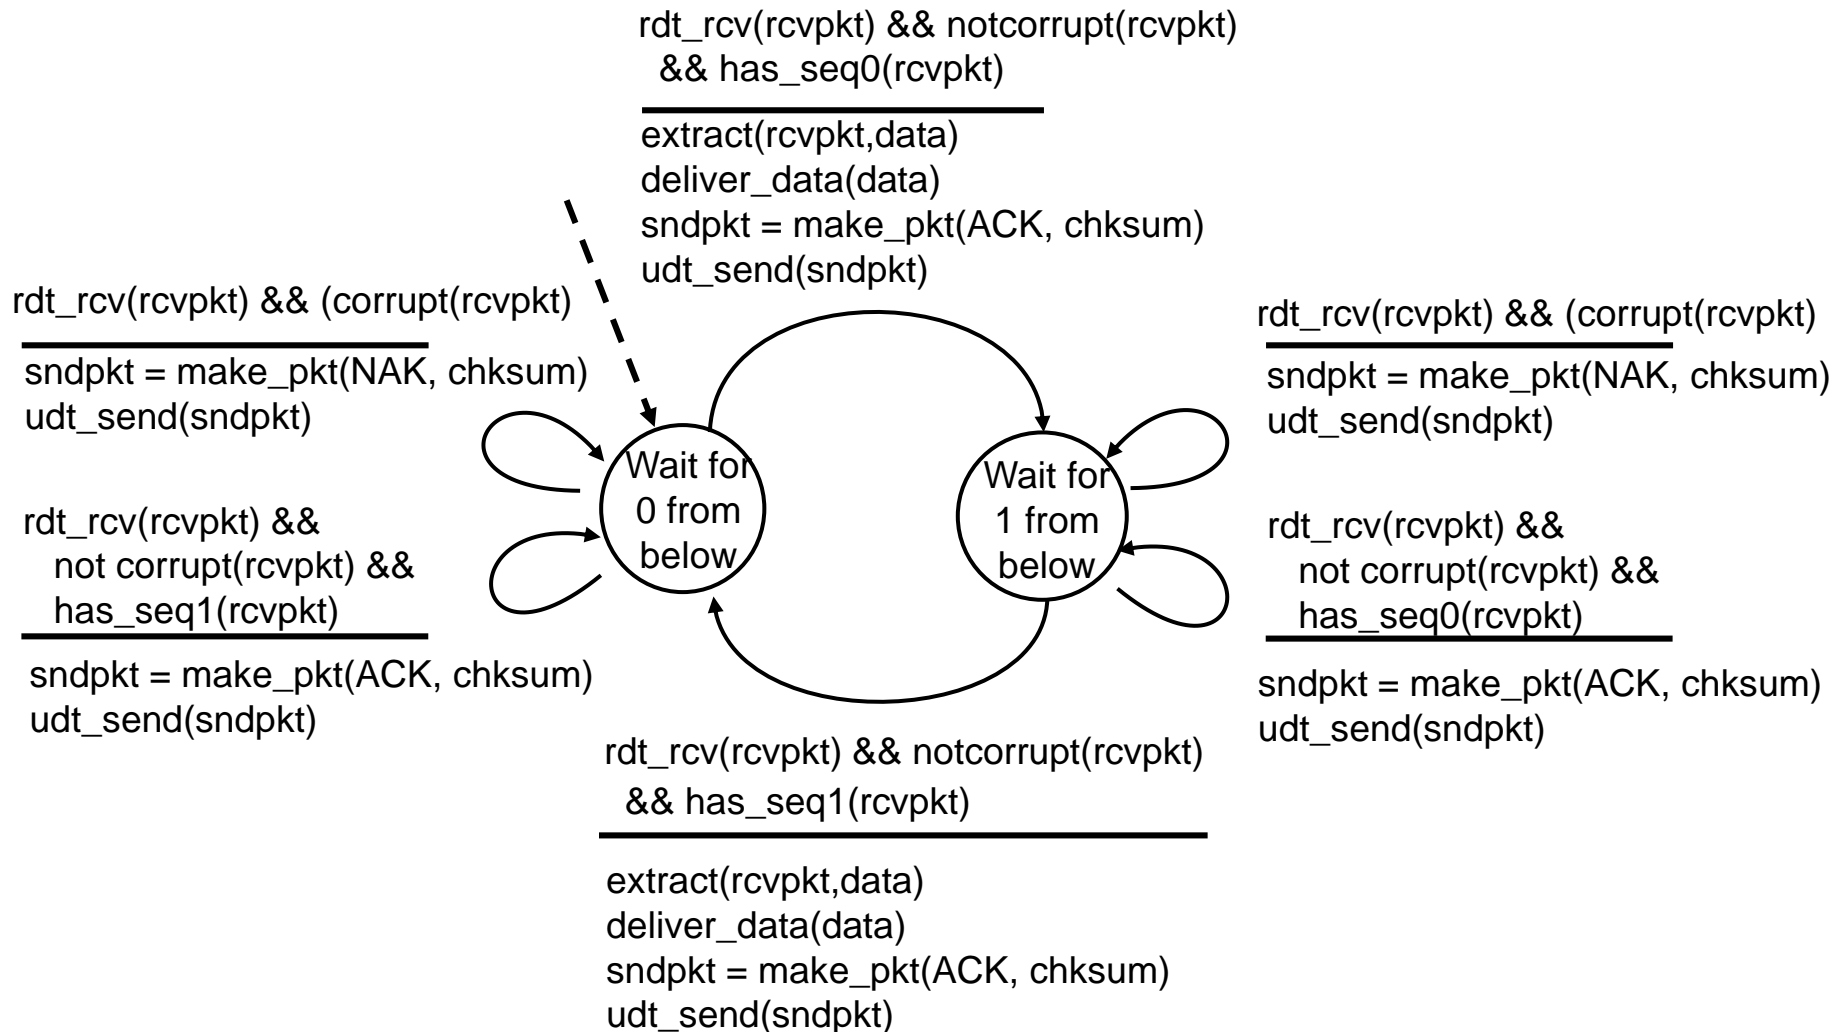 rdt_rcv(rcvpkt) && notcorrupt(rcvpkt)
&& has_seq0(rcvpkt)
extract(rcvpkt,data)
deliver_data(data)
sndpkt = make_pkt(ACK, chksum)
udt_send(sndpkt)
rdt_rcv(rcvpkt) && (corrupt(rcvpkt)
sndpkt = make_pkt(NAK, chksum)
udt_send(sndpkt)
rdt_rcv(rcvpkt) &&
not corrupt(rcvpkt) &&
has_seq1(rcvpkt)
sndpkt = make_pkt(ACK, chksum)
udt_send(sndpkt)
Wait for
0 from
below
Wait for
1 from
below
rdt_rcv(rcvpkt) && (corrupt(rcvpkt)
sndpkt = make_pkt(NAK, chksum)
udt_send(sndpkt)
rdt_rcv(rcvpkt) &&
not corrupt(rcvpkt) &&
has_seq0(rcvpkt)
sndpkt = make_pkt(ACK, chksum)
udt_send(sndpkt)
rdt_rcv(rcvpkt) && notcorrupt(rcvpkt)
&& has_seq1(rcvpkt)
extract(rcvpkt,data)
deliver_data(data)
sndpkt = make_pkt(ACK, chksum)
udt_send(sndpkt)